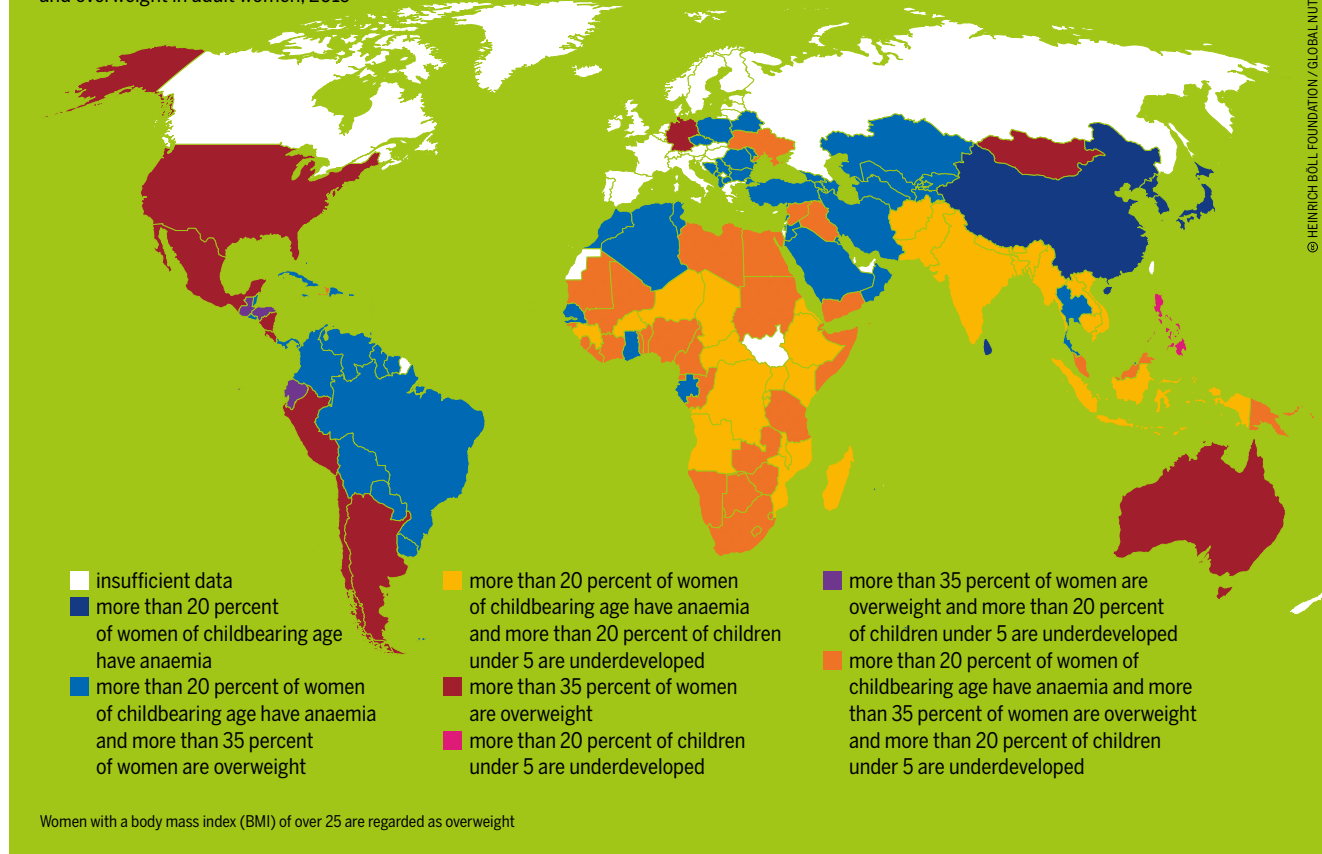 and overweight in adult women, 2018
© HEINRICH BÖLL FOUNDATION / GLOBAL NUT
insufficient data
more than 20 percent
of women of childbearing age
have anaemia
more than 20 percent of women
of childbearing age have anaemia
and more than 35 percent
of women are overweight
more than 20 percent of women
of childbearing age have anaemia
and more than 20 percent of children
under 5 are underdeveloped
more than 35 percent of women
are overweight
more than 20 percent of children
under 5 are underdeveloped
more than 35 percent of women are
overweight and more than 20 percent
of children under 5 are underdeveloped
more than 20 percent of women of
childbearing age have anaemia and more
than 35 percent of women are overweight
and more than 20 percent of children
under 5 are underdeveloped
Women with a body mass index (BMI) of over 25 are regarded as overweight